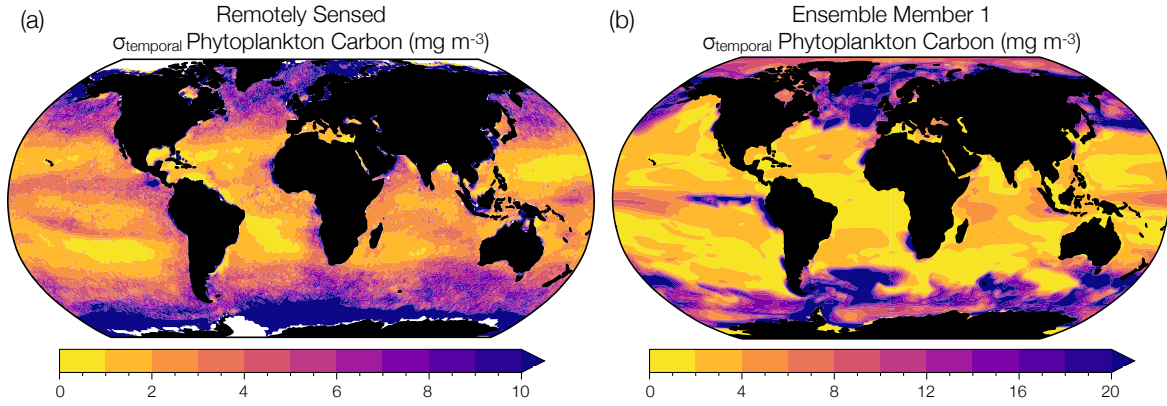 (a)
Remotely Sensed
σtemporal Phytoplankton Carbon (mg m-3)
0 2 4 6 8 10
(b)
Ensemble Member 1
σtemporal Phytoplankton Carbon (mg m-3)
0 4 8 12 16 20